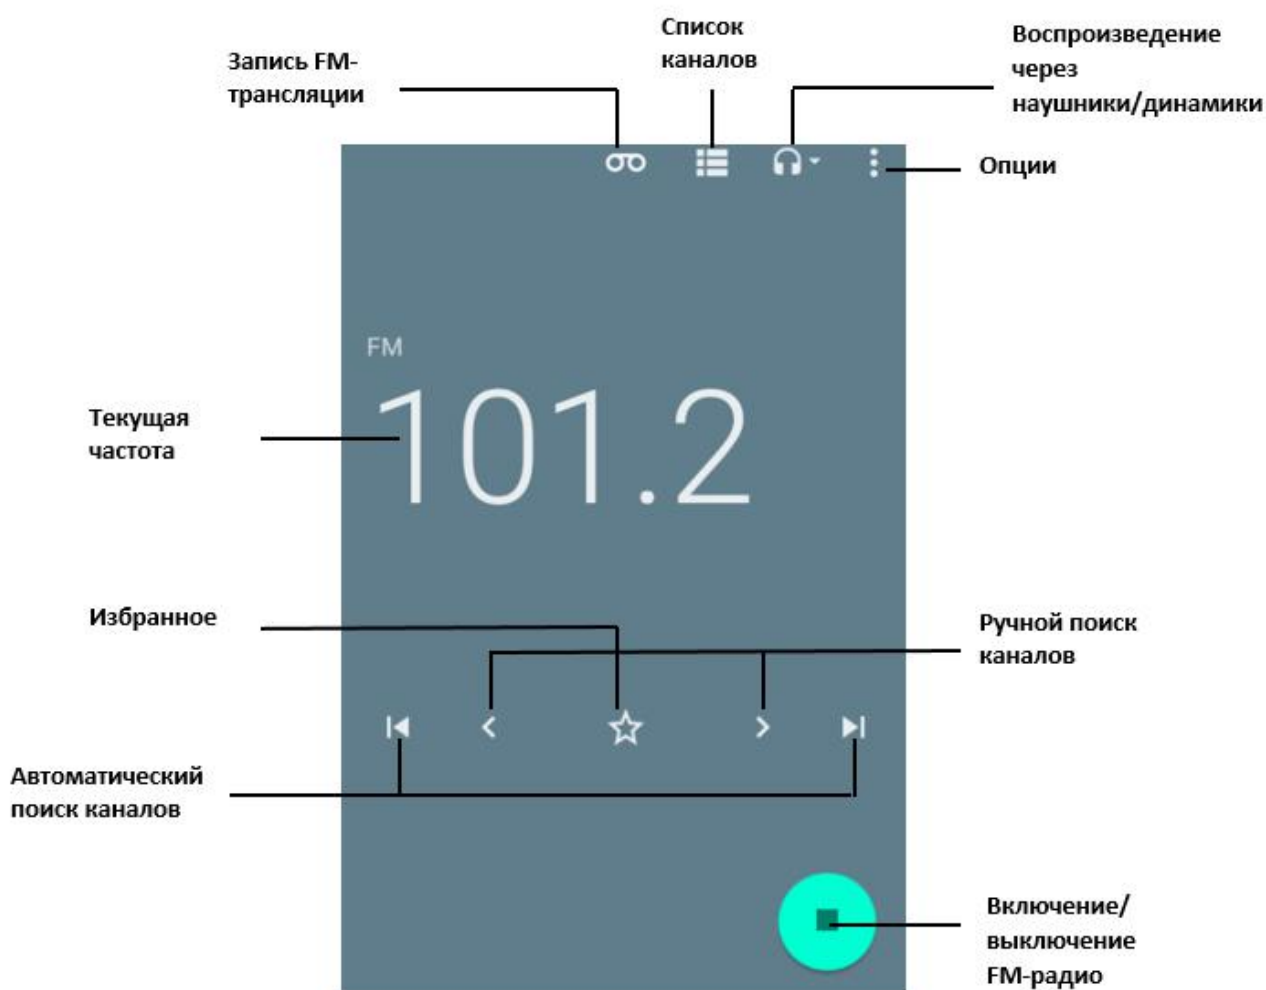 Список
каналов
Воспроизведение
через
наушники/динамики
Запись FM-
трансляции
Опции
FM
101.2
Текущая
частота
Избранное
Ручной поиск
каналов
Автоматический
поиск каналов
Включение/
выключение
FM-радио